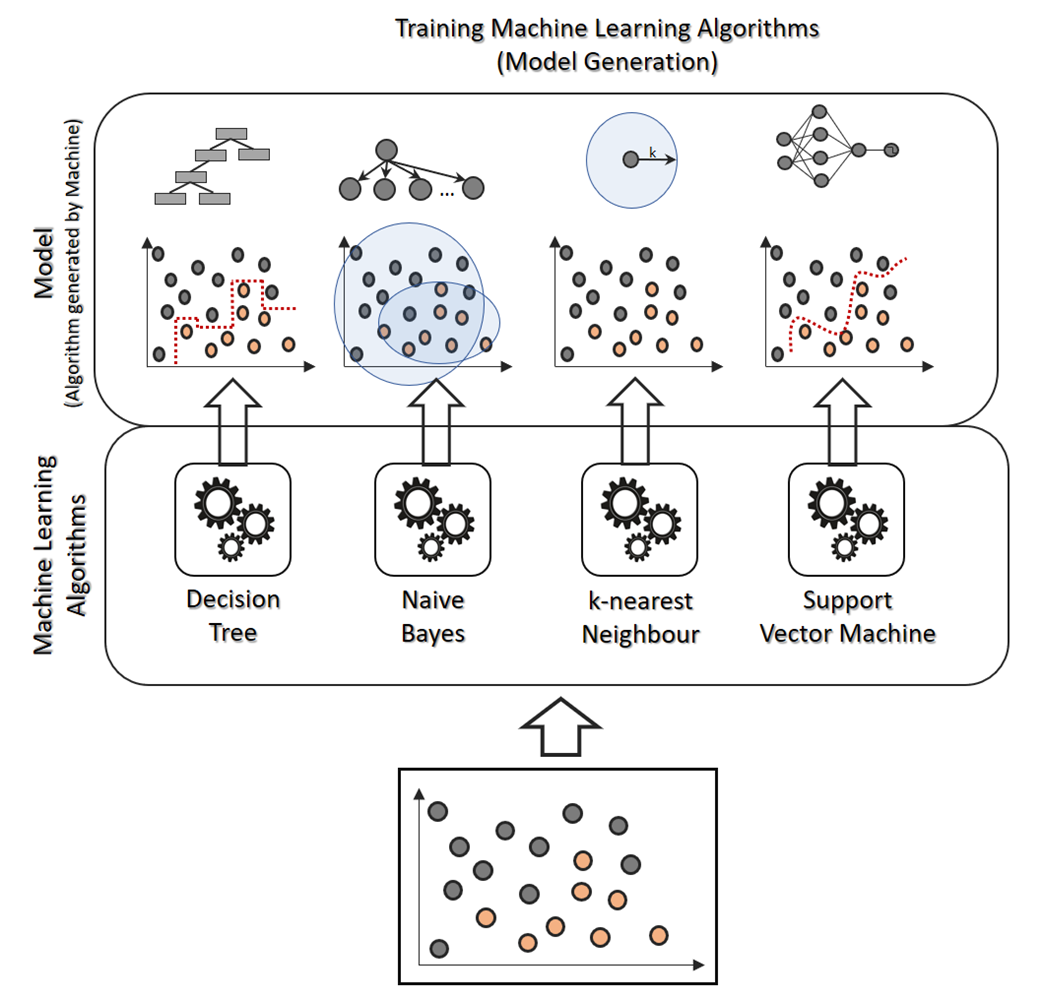 Training Machine Learning Algorithms
(Model Generation)
Model
(Algorithm generated by Machine)
k
...
Machine Learning
Algorithms
Decision
Tree
Naive
Bayes
k-nearest
Neighbour
Support
Vector Machine